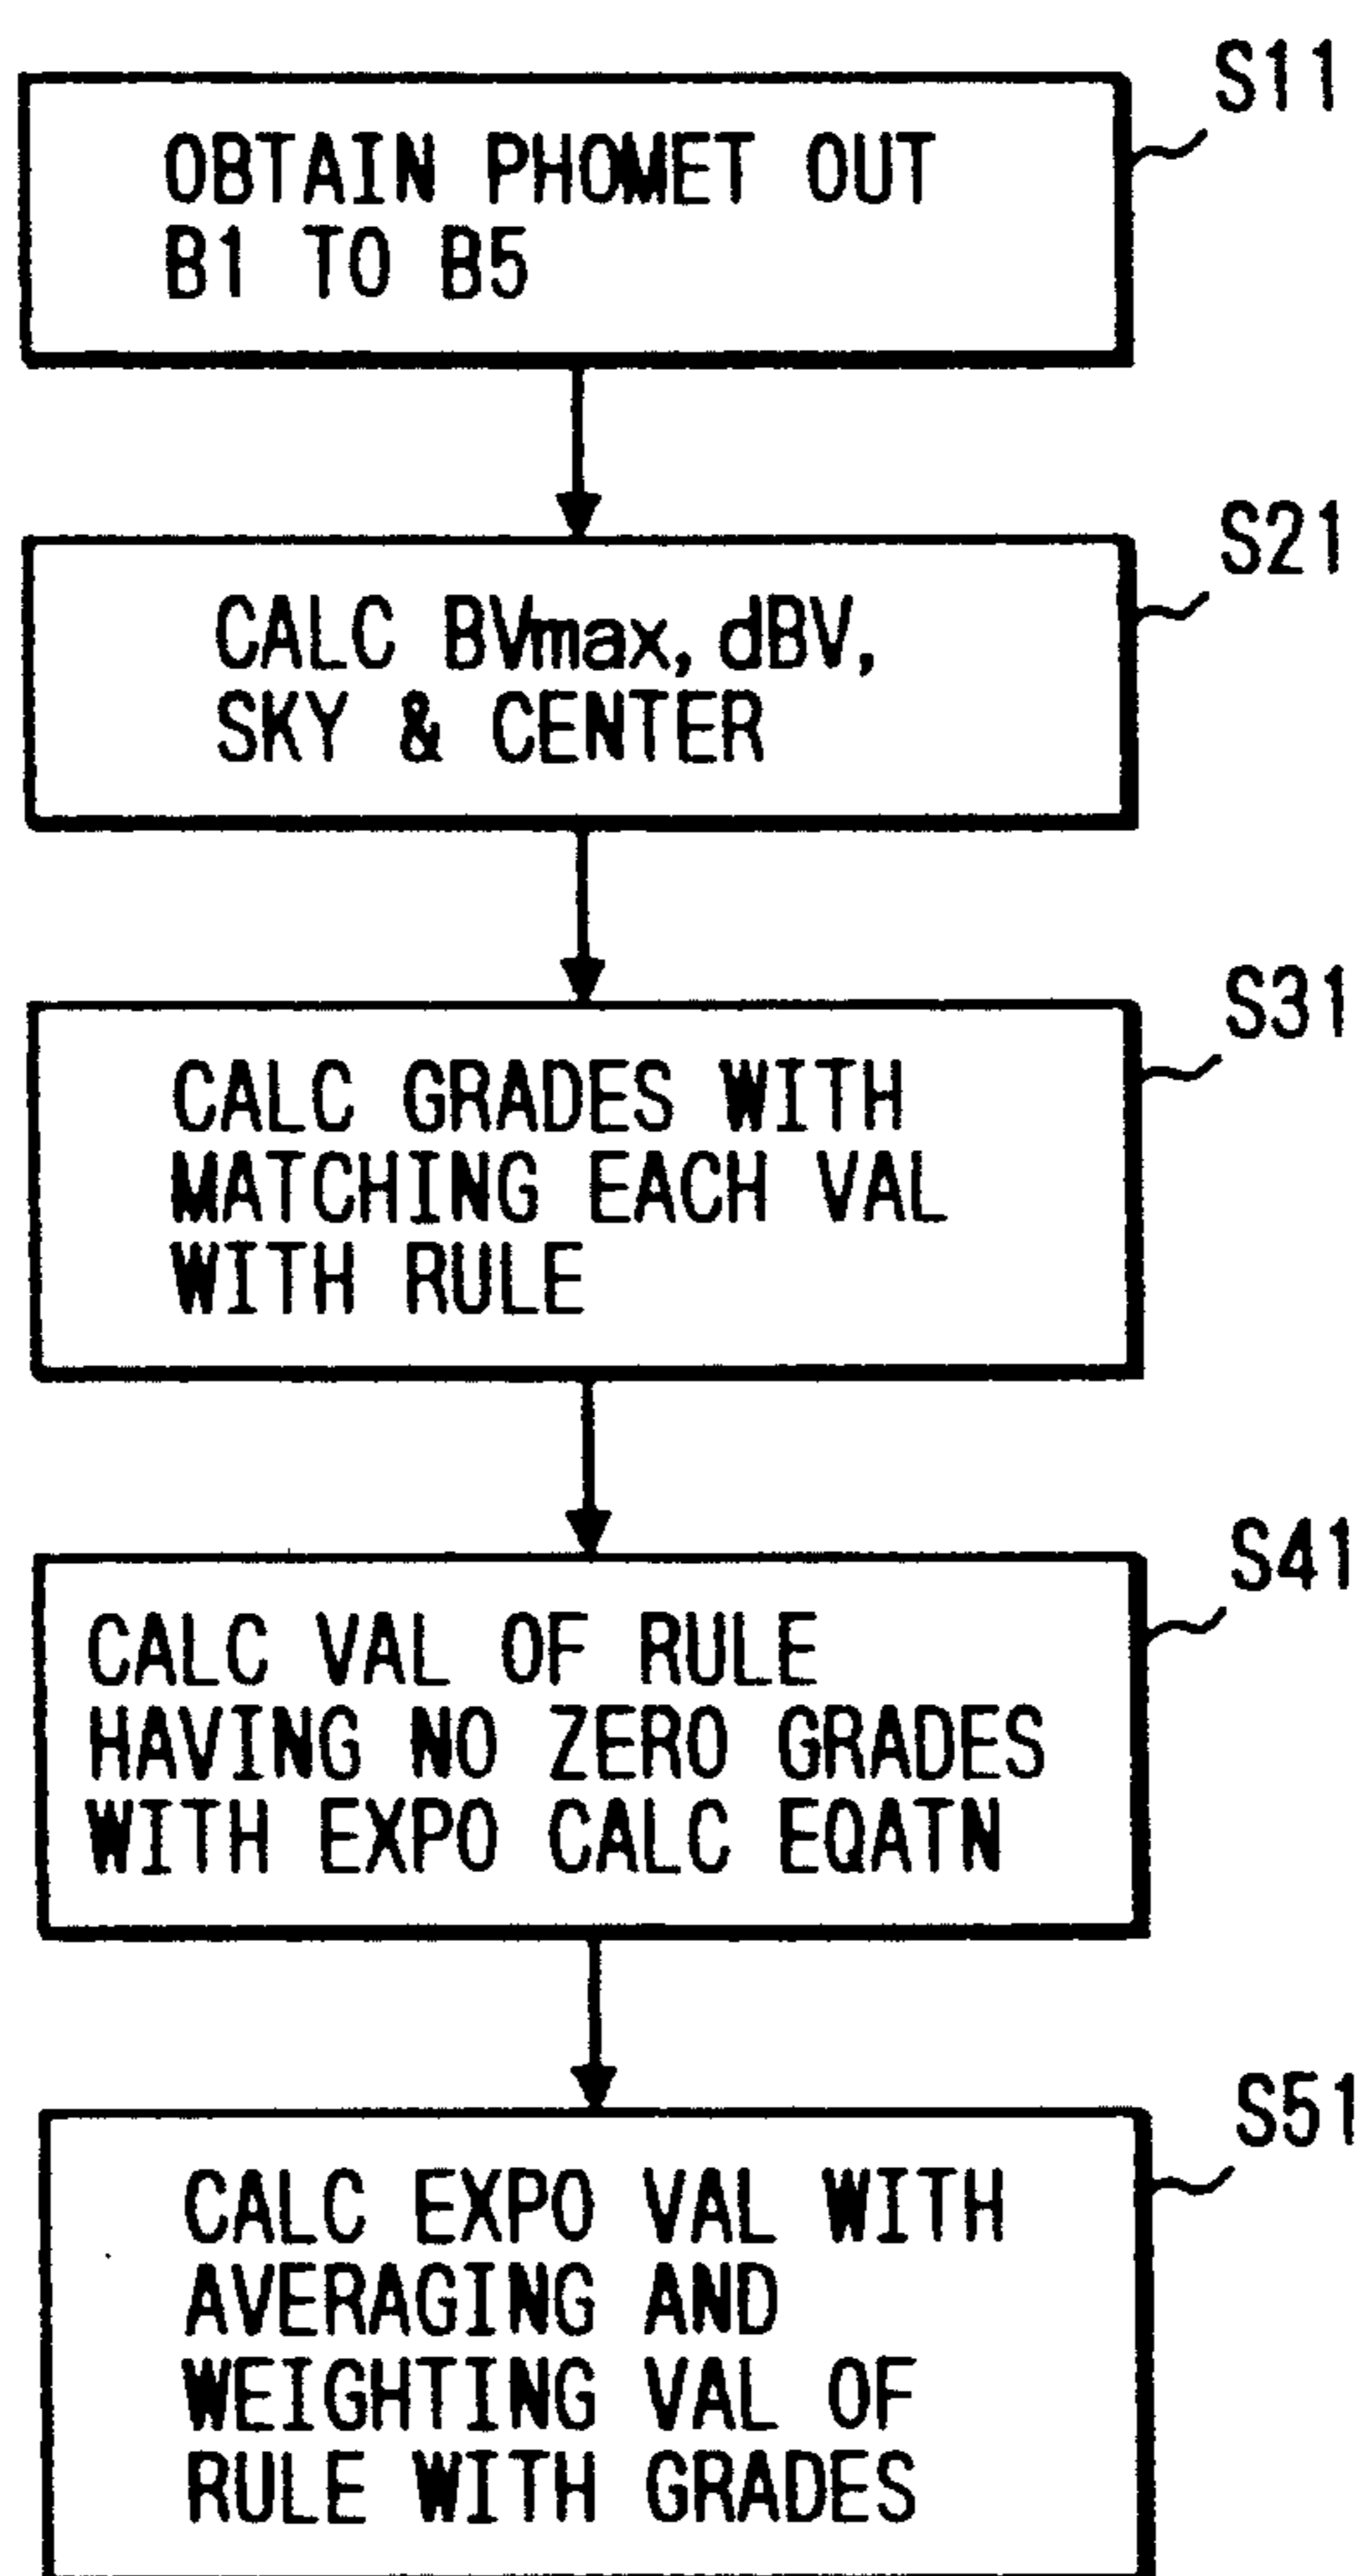 S11
OBTAIN PHOMET OUT
B1 TO B5
S21
CALC BVmax, dBV,
SKY & CENTER
S31
CALC GRADES WITH
MATCHING EACH VAL
WITH RULE
S41
CALC VAL OF RULE
HAVING NO ZERO GRADES
WITH EXPO CALC EQATN
S51
CALC EXPO VAL WITH
AVERAGING AND
WEIGHTING VAL OF
RULE WITH GRADES